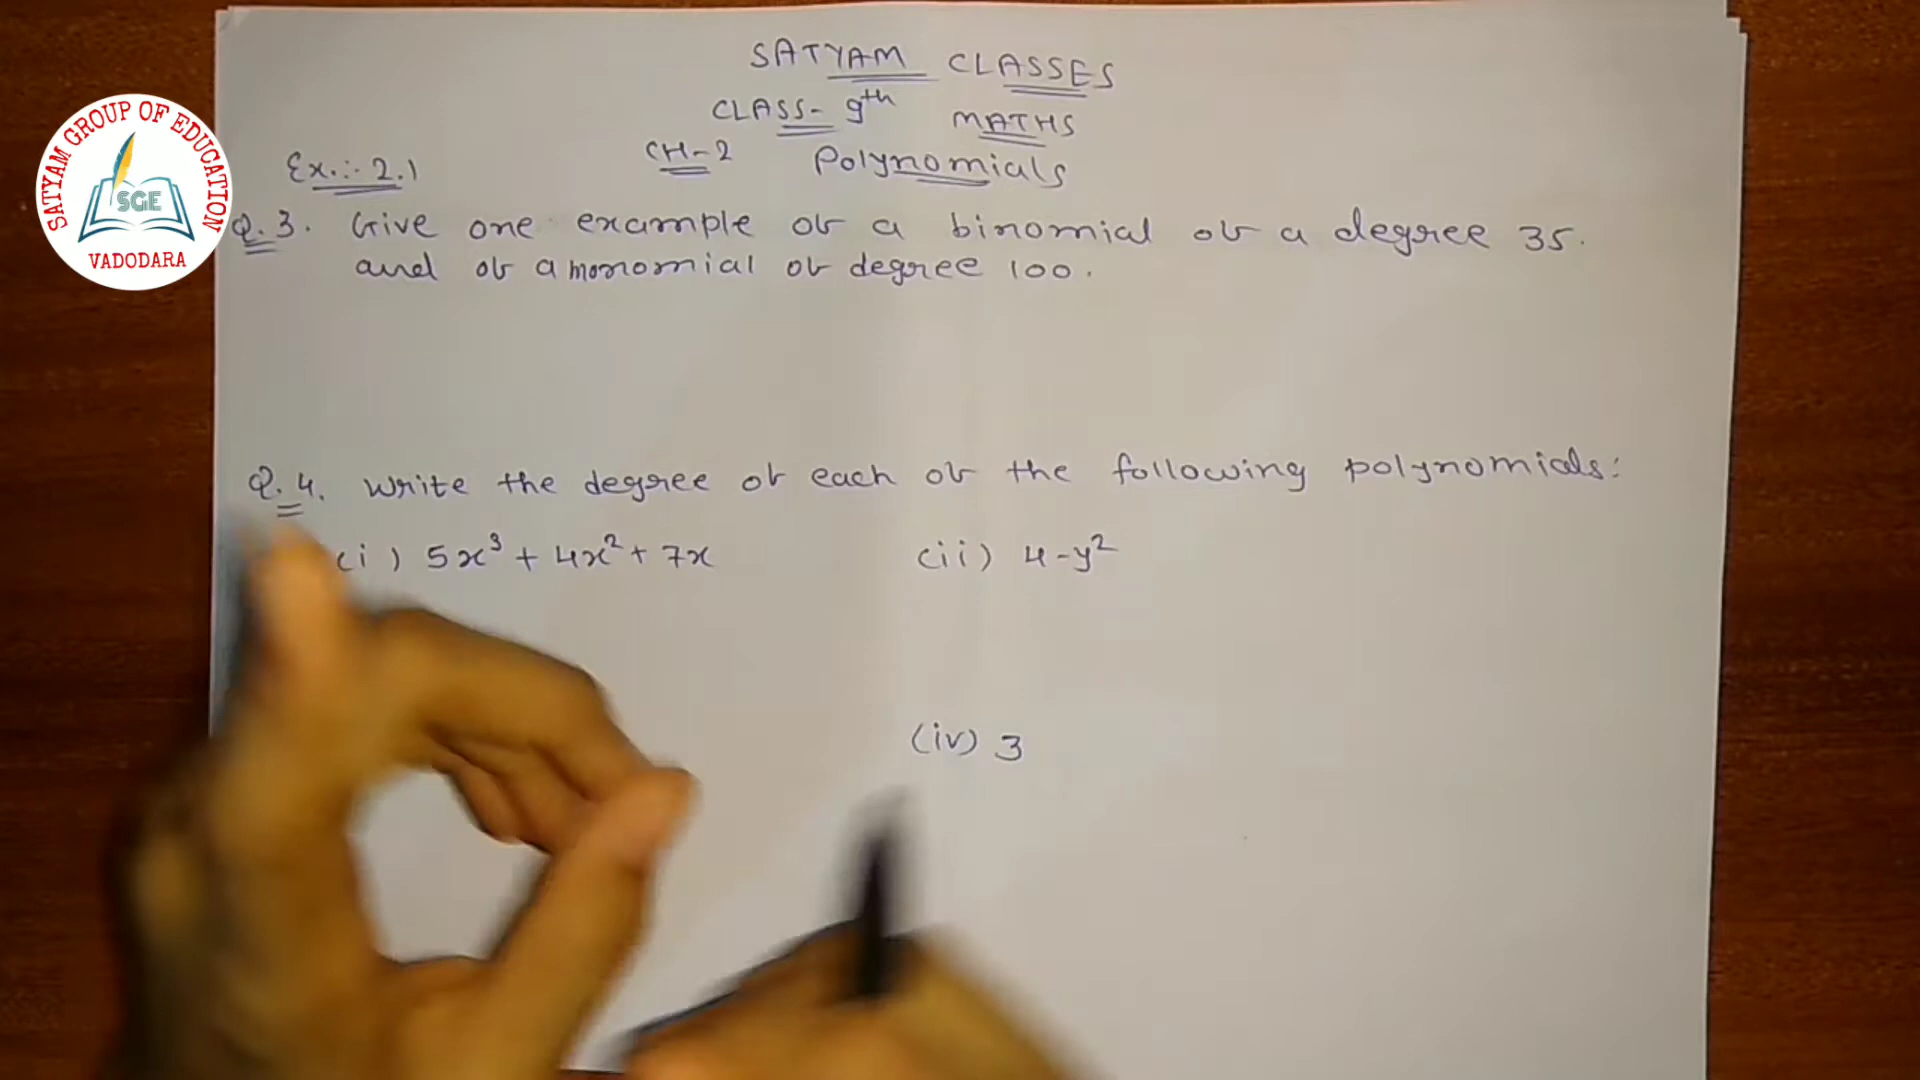 SATYAM GROUP OF EDUCATION
SGE
VADODARA
SATYAM CLASSES
CLASS- 9th MATHS
CH-2 Polynomials
Ex.:- 2.1
Q.3. Give one example of a binomial of a degree 35.
and of a monomial of degree 100.
Q.4. Write the degree of each of the following polynomials:
(i) 5x³ + 4x² + 7x (ii) 4-y²
(iv) 3